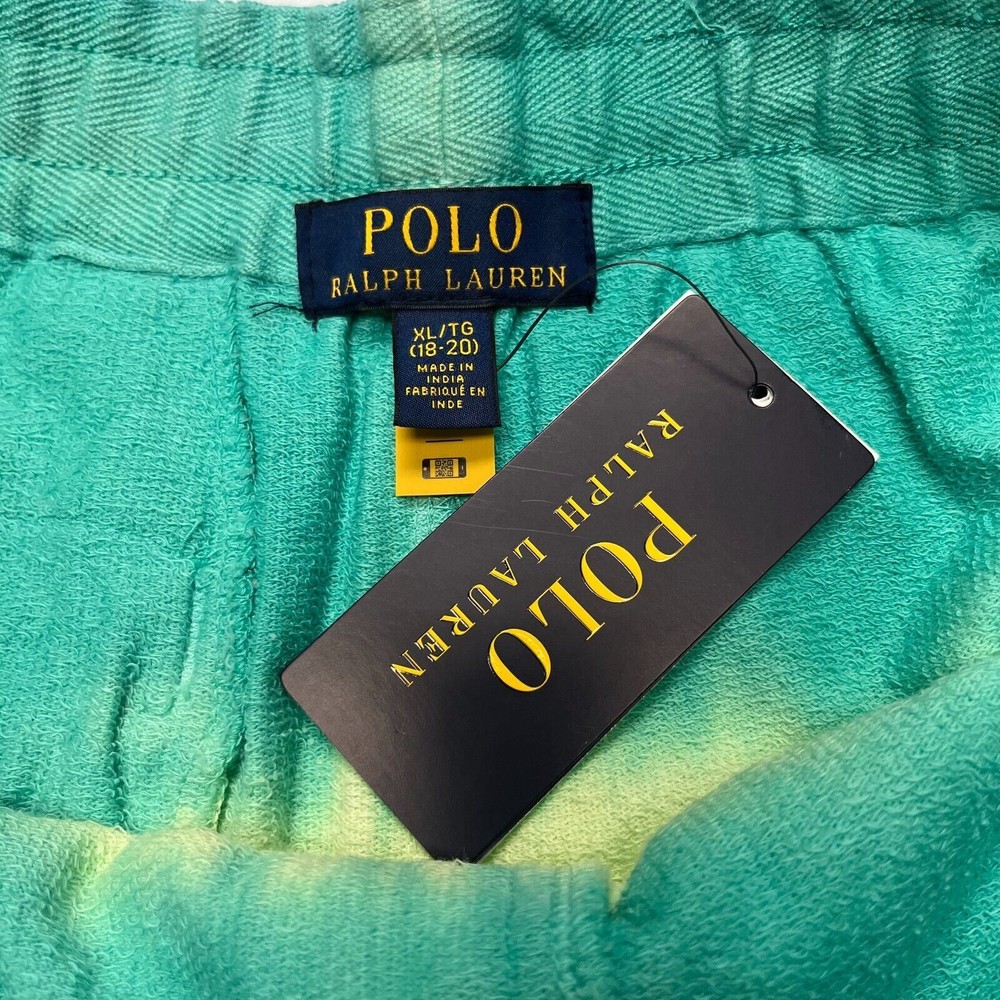 POLO
RALPH LAUREN
XL/TG
(18-20)
MADE IN
INDIA
FABRIQUÉ EN
INDE
POLO
RALPH LAUREN